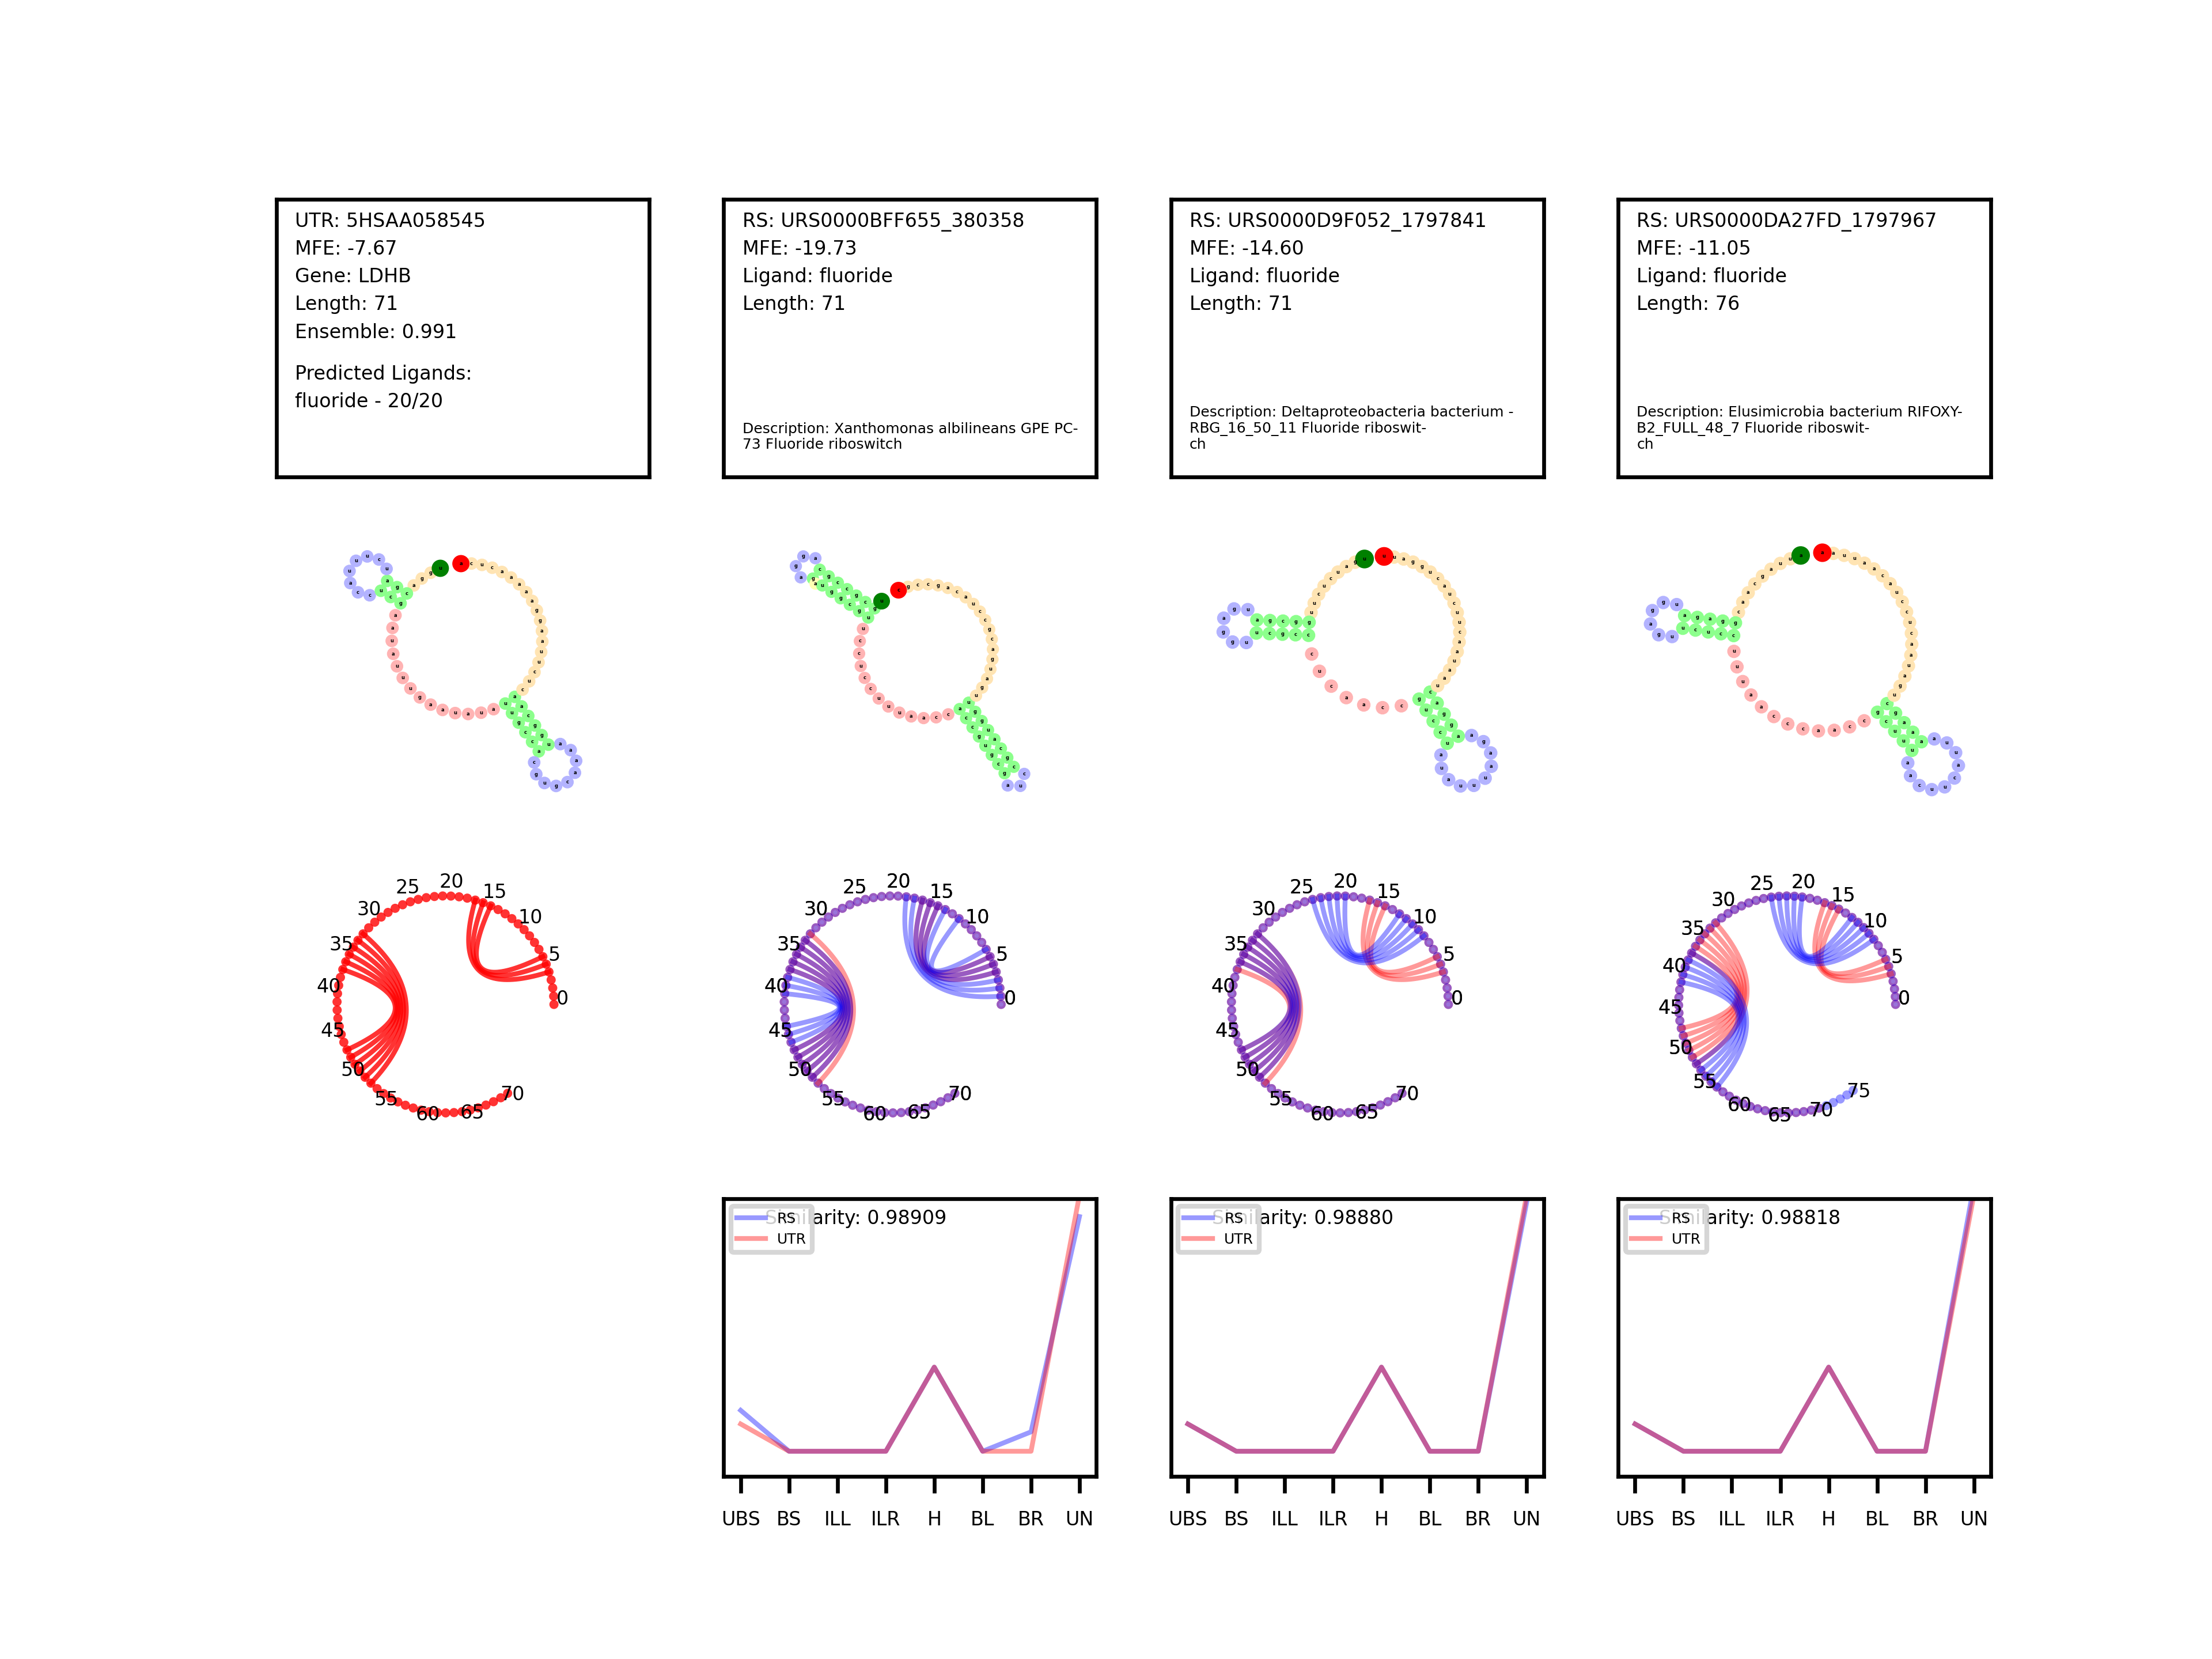 UTR: 5HSAA058545
MFE: -7.67
Gene: LDHB
Length: 71
Ensemble: 0.991
Predicted Ligands:
fluoride - 20/20
RS: URS0000BFF655_380358
MFE: -19.73
Ligand: fluoride
Length: 71
Description: Xanthomonas albilineans GPE PC-
73 Fluoride riboswitch
RS: URS0000D9F052_1797841
MFE: -14.60
Ligand: fluoride
Length: 71
Description: Deltaproteobacteria bacterium -
RBG_16_50_11 Fluoride riboswit-
ch
RS: URS0000DA27FD_1797967
MFE: -11.05
Ligand: fluoride
Length: 76
Description: Elusimicrobia bacterium RIFOXY-
B2_FULL_48_7 Fluoride riboswit-
ch
0 5 10 15 20 25 30 35 40 45 50 55 60 65 70
0 5 10 15 20 25 30 35 40 45 50 55 60 65 70
0 5 10 15 20 25 30 35 40 45 50 55 60 65 70
0 5 10 15 20 25 30 35 40 45 50 55 60 65 70 75
Similarity: 0.98909
RS
UTR
UBS BS ILL ILR H BL BR UN
Similarity: 0.98880
RS
UTR
UBS BS ILL ILR H BL BR UN
Similarity: 0.98818
RS
UTR
UBS BS ILL ILR H BL BR UN